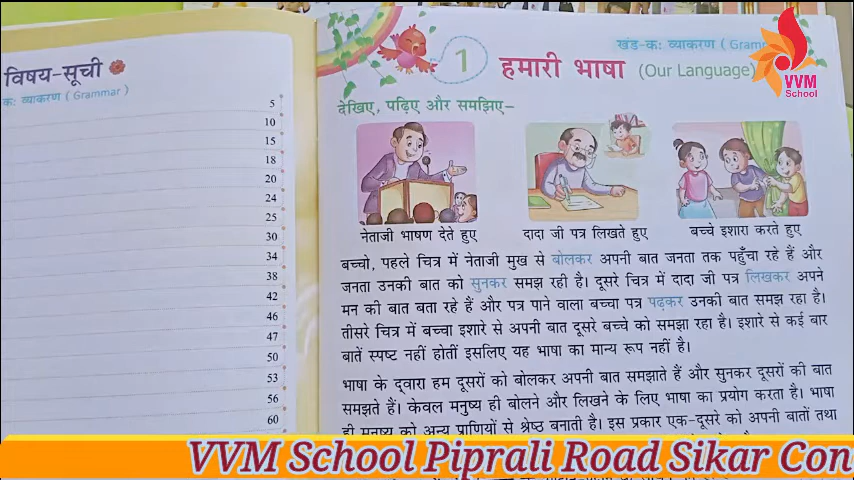 विषय-सूची
क: व्याकरण ( Grammar )
5
10
15
18
20
24
25
30
34
38
42
46
47
50
53
56
60
खंड-क: व्याकरण ( Gram
1 हमारी भाषा (Our Language)
VVM
School
देखिए, पढ़िए और समझिए–
नेताजी भाषण देते हुए
दादा जी पत्र लिखते हुए
बच्चे इशारा करते हुए
बच्चो, पहले चित्र में नेताजी मुख से बोलकर अपनी बात जनता तक पहुँचा रहे हैं और
जनता उनकी बात को सुनकर समझ रही है। दूसरे चित्र में दादा जी पत्र लिखकर अपने
मन की बात बता रहे हैं और पत्र पाने वाला बच्चा पत्र पढ़कर उनकी बात समझ रहा है।
तीसरे चित्र में बच्चा इशारे से अपनी बात दूसरे बच्चे को समझा रहा है। इशारे से कई बार
बातें स्पष्ट नहीं होतीं इसलिए यह भाषा का मान्य रूप नहीं है।
भाषा के द्वारा हम दूसरों को बोलकर अपनी बात समझाते हैं और सुनकर दूसरों की बात
समझते हैं। केवल मनुष्य ही बोलने और लिखने के लिए भाषा का प्रयोग करता है। भाषा
ही मनुष्य को अन्य प्राणियों से श्रेष्ठ बनाती है। इस प्रकार एक-दूसरे को अपनी बातों तथा
VVM School Piprali Road Sikar Con